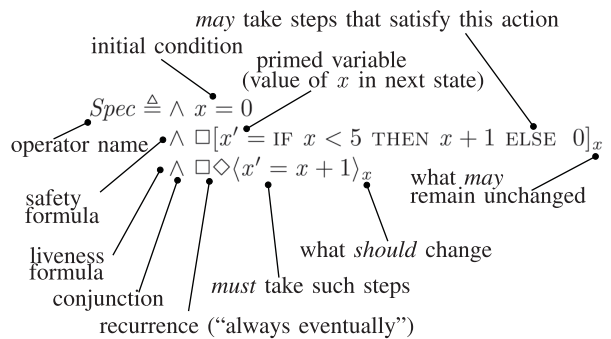 may take steps that satisfy this action
initial condition
primed variable
(value of x in next state)
Spec ≜ ∧ x = 0
operator name
∧ □[x′ = IF x < 5 THEN x + 1 ELSE 0]ₓ
∧ □◇⟨x′ = x + 1⟩ₓ
what may
remain unchanged
safety
formula
what should change
liveness
formula
must take such steps
conjunction
recurrence (“always eventually”)